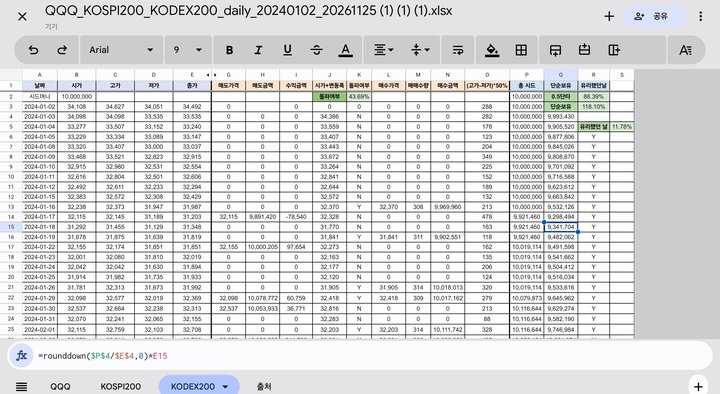 QQQ_KOSPI200_KODEX200_daily_20240102_20261125 (1) (1) (1).xlsx
기기
공유
Arial 9 B I U S A
A B C D E G H I J K L M N O P Q R S
1 날짜 시가 고가 저가 종가 매도가격 매도금액 수익금액 시가+변동폭 돌파여부 매수가격 매매수량 매수금액 (고가-저가)*50% 총 시드 단순보유 유리했던날
2 시드머니 10,000,000 돌파여부 43.69% 10,000,000 0.5단타 88.39%
3 2024-01-02 34,108 34,627 34,051 34,492 0 0 0 0 0 0 0 288 10,000,000 단순보유 118.10%
4 2024-01-03 34,098 34,098 33,535 33,535 0 0 0 34,386 N 0 0 0 282 10,000,000 9,993,430
5 2024-01-04 33,277 33,507 33,152 33,240 0 0 0 33,559 N 0 0 0 178 10,000,000 9,905,520 유리했던 날 11.78%
6 2024-01-05 33,229 33,334 33,089 33,147 0 0 0 33,407 N 0 0 0 123 10,000,000 9,877,806 Y
7 2024-01-08 33,320 33,407 33,000 33,037 0 0 0 33,443 N 0 0 0 204 10,000,000 9,845,026 Y
8 2024-01-09 33,468 33,521 32,823 32,915 0 0 0 33,672 N 0 0 0 349 10,000,000 9,808,670 Y
9 2024-01-10 32,915 32,980 32,531 32,554 0 0 0 33,264 N 0 0 0 225 10,000,000 9,701,092 Y
10 2024-01-11 32,616 32,804 32,501 32,606 0 0 0 32,841 N 0 0 0 152 10,000,000 9,716,588 Y
11 2024-01-12 32,492 32,611 32,233 32,294 0 0 0 32,644 N 0 0 0 189 10,000,000 9,623,612 Y
12 2024-01-15 32,383 32,572 32,308 32,429 0 0 0 32,572 N 0 0 0 132 10,000,000 9,663,842 Y
13 2024-01-16 32,238 32,373 31,947 31,987 0 0 0 32,370 Y 32,370 308 9,969,960 213 10,000,000 9,532,126 Y
14 2024-01-17 32,115 32,145 31,189 31,203 32,115 9,891,420 -78,540 32,328 N 0 0 0 478 9,921,460 9,298,494 Y
15 2024-01-18 31,292 31,455 31,129 31,348 0 0 0 31,770 N 0 0 0 163 9,921,460 9,341,704 Y
16 2024-01-19 31,678 31,875 31,639 31,819 0 0 0 31,841 Y 31,841 311 9,902,551 118 9,921,460 9,482,062 Y
17 2024-01-22 32,155 32,174 31,851 31,851 32,155 10,000,205 97,654 32,273 N 0 0 0 162 10,019,114 9,491,598 Y
18 2024-01-23 32,001 32,080 31,810 32,019 0 0 0 32,163 N 0 0 0 135 10,019,114 9,541,662 Y
19 2024-01-24 32,042 32,042 31,630 31,894 0 0 0 32,177 N 0 0 0 206 10,019,114 9,504,412 Y
20 2024-01-25 31,914 31,982 31,735 31,933 0 0 0 32,120 N 0 0 0 124 10,019,114 9,516,034 Y
21 2024-01-26 31,781 32,313 31,673 31,992 0 0 0 31,905 Y 31,905 314 10,018,013 320 10,019,114 9,533,616 Y
22 2024-01-29 32,098 32,577 32,019 32,369 32,098 10,078,772 60,759 32,418 Y 32,418 309 10,017,162 279 10,079,873 9,645,962 Y
23 2024-01-30 32,537 32,664 32,238 32,313 32,537 10,053,933 36,771 32,816 N 0 0 0 213 10,116,644 9,629,274 Y
24 2024-01-31 32,070 32,241 32,065 32,155 0 0 0 32,283 N 0 0 0 88 10,116,644 9,582,190 Y
25 2024-02-01 32,115 32,759 32,103 32,708 0 0 0 32,203 Y 32,203 314 10,111,742 328 10,116,644 9,746,984 Y
fx =rounddown($P$4/$E$4,0)*E15
QQQ KOSPI200 KODEX200 출처